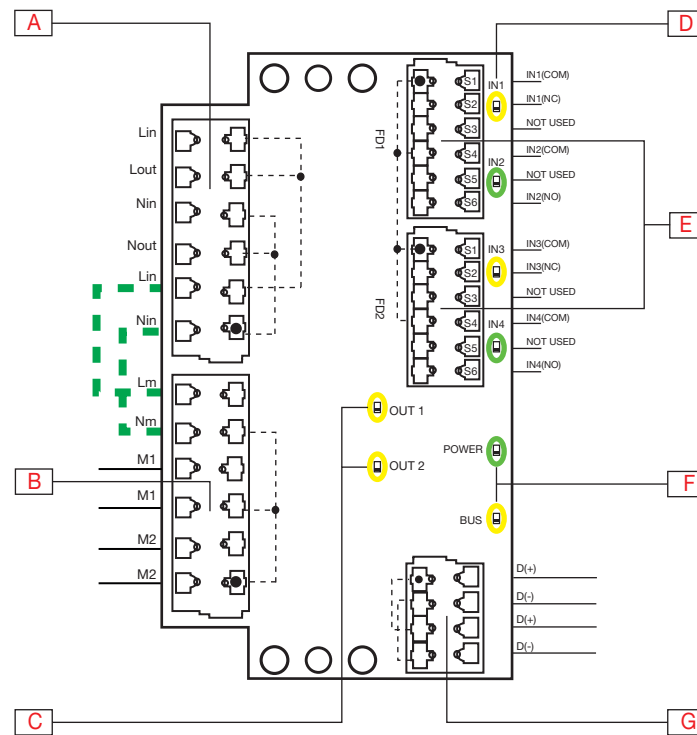 A
D
Lin
Lout
Nin
Nout
Lin
Nin
Lm
Nm
M1
M1
M2
M2
B
C
FD1
S1
S2
S3
S4
S5
S6
IN1
IN2
IN1(COM)
IN1(NC)
NOT USED
IN2(COM)
NOT USED
IN2(NO)
E
FD2
S1
S2
S3
S4
S5
S6
IN3
IN4
IN3(COM)
IN3(NC)
NOT USED
IN4(COM)
NOT USED
IN4(NO)
OUT 1
OUT 2
POWER
BUS
F
D(+)
D(-)
D(+)
D(-)
G